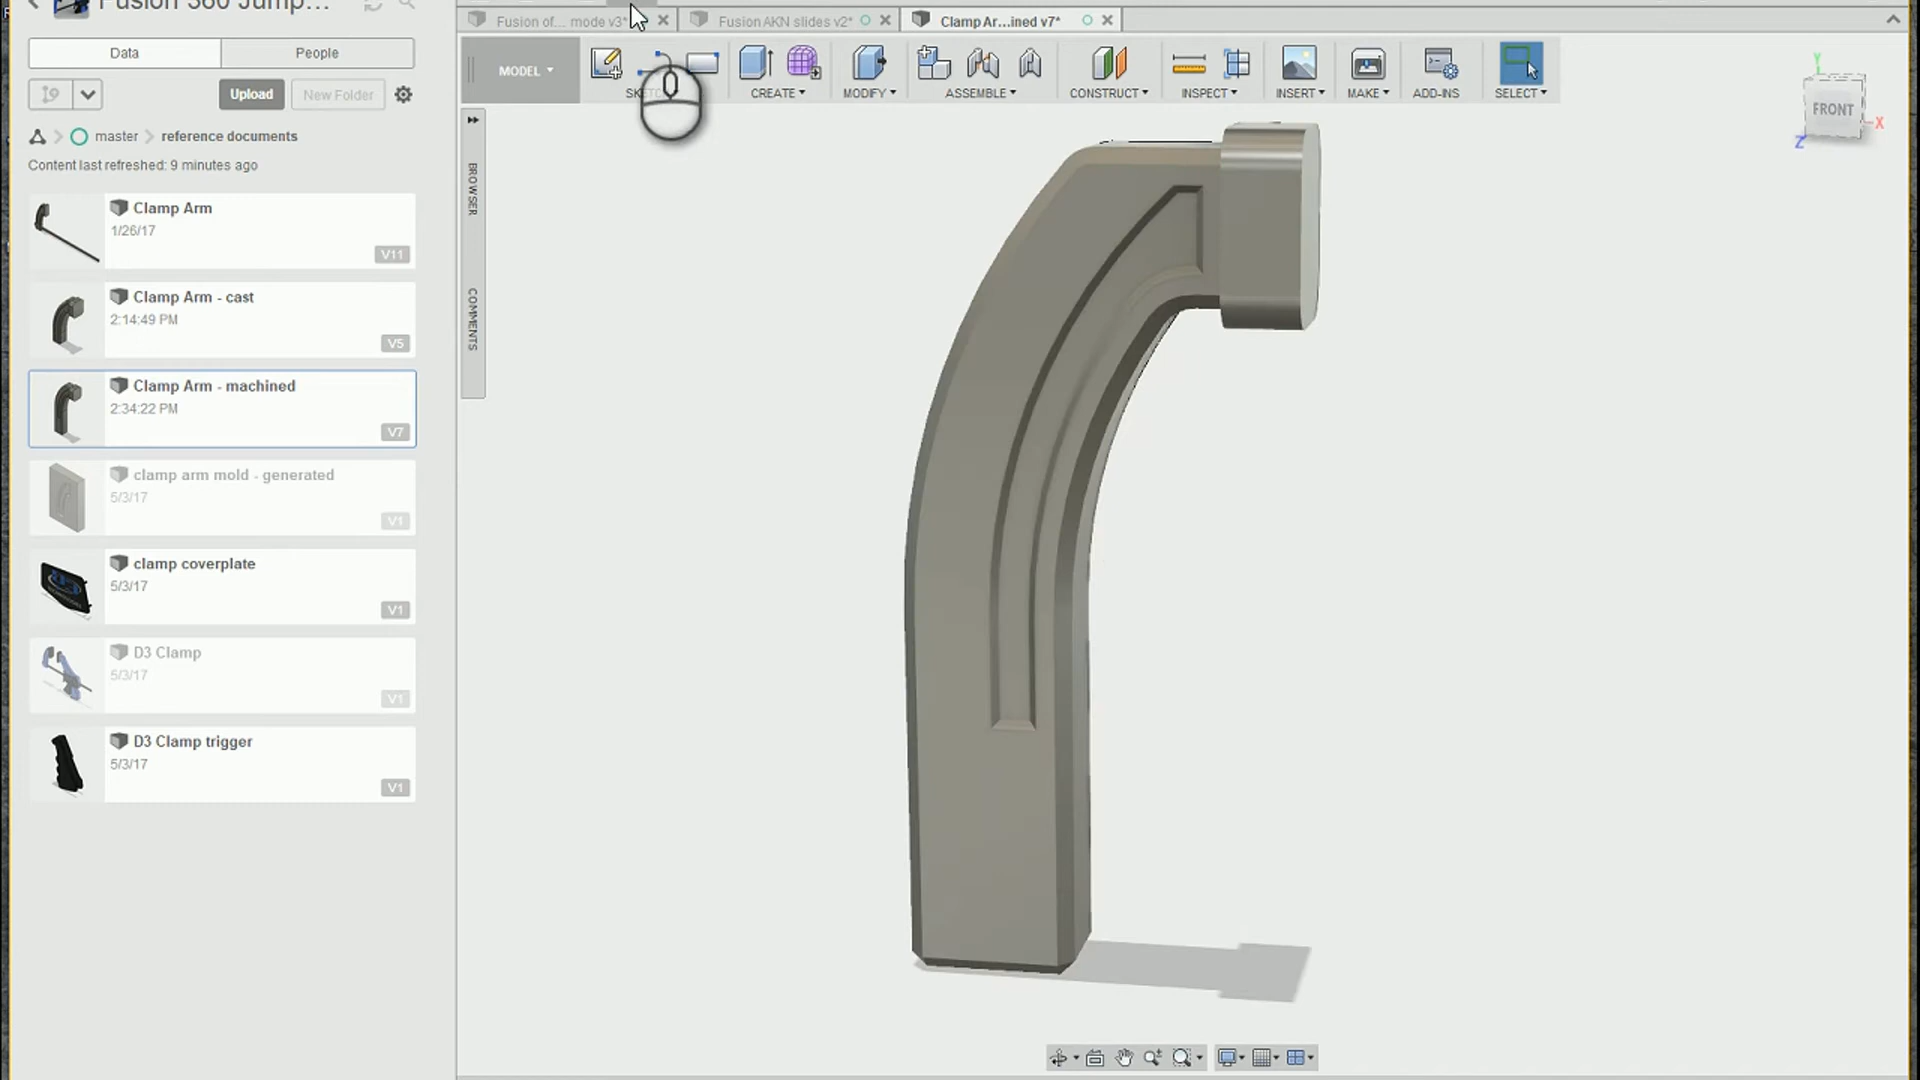 Fusion 360 Jump...
Fusion of... mode v3*
Fusion AKN slides v2*
Clamp Ar...ined v7*
Data
People
MODEL
SK
CREATE
MODIFY
ASSEMBLE
CONSTRUCT
INSPECT
INSERT
MAKE
ADD-INS
SELECT
Upload
New Folder
Y
FRONT
X
Z
master
reference documents
Content last refreshed: 9 minutes ago
BROWSER
COMMENTS
Clamp Arm
1/26/17
V11
Clamp Arm - cast
2:14:49 PM
V5
Clamp Arm - machined
2:34:22 PM
V7
clamp arm mold - generated
5/3/17
V1
clamp coverplate
5/3/17
V1
D3 Clamp
5/3/17
V1
D3 Clamp trigger
5/3/17
V1